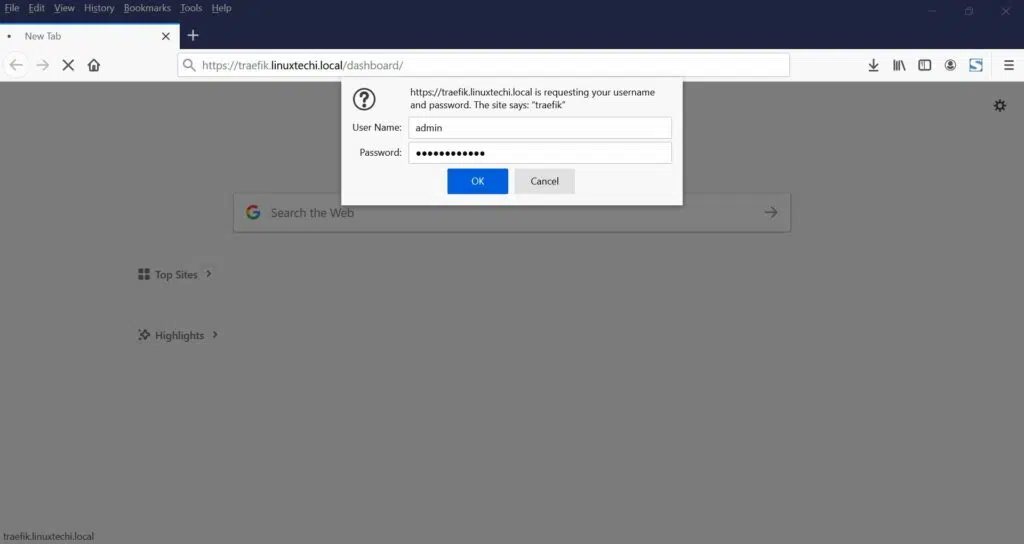 File Edit View History Bookmarks Tools Help
New Tab
https://traefik.linuxtechi.local/dashboard/
https://traefik.linuxtechi.local is requesting your username
and password. The site says: “traefik”
User Name: admin
Password: ●●●●●●●●●●●●
OK Cancel
Search the Web
Top Sites
Highlights
traefik.linuxtechi.local